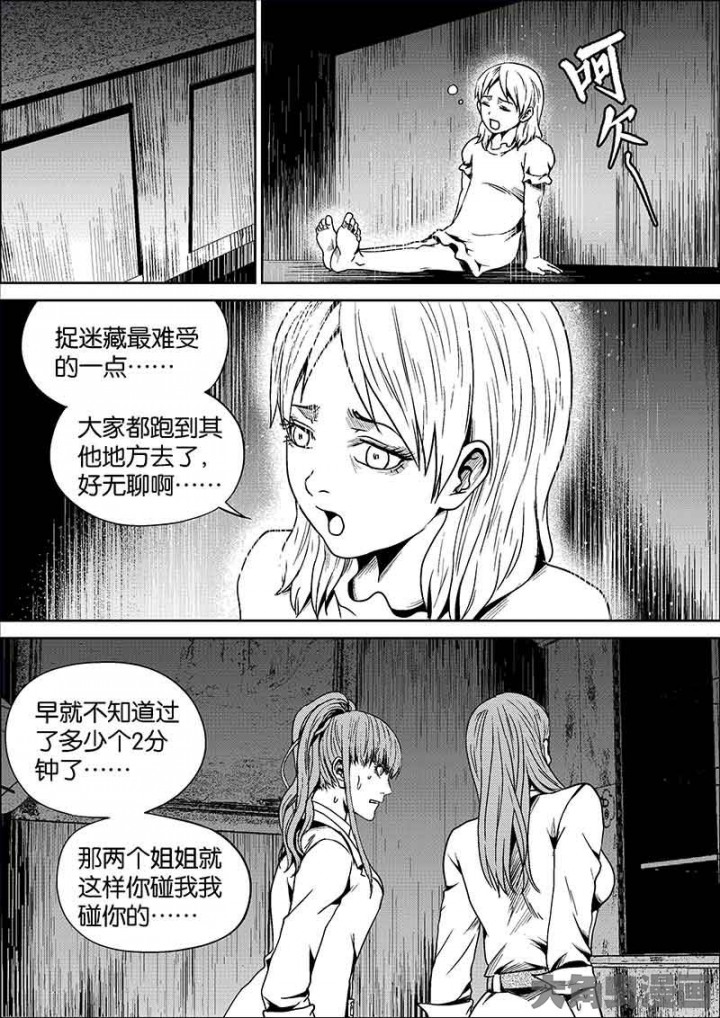 呵欠～
捉迷藏最难受
的一点……
大家都跑到其
他地方去了，
好无聊啊……
早就不知道过
了多少个2分
钟了……
那两个姐姐就
这样你碰我我
碰你的……